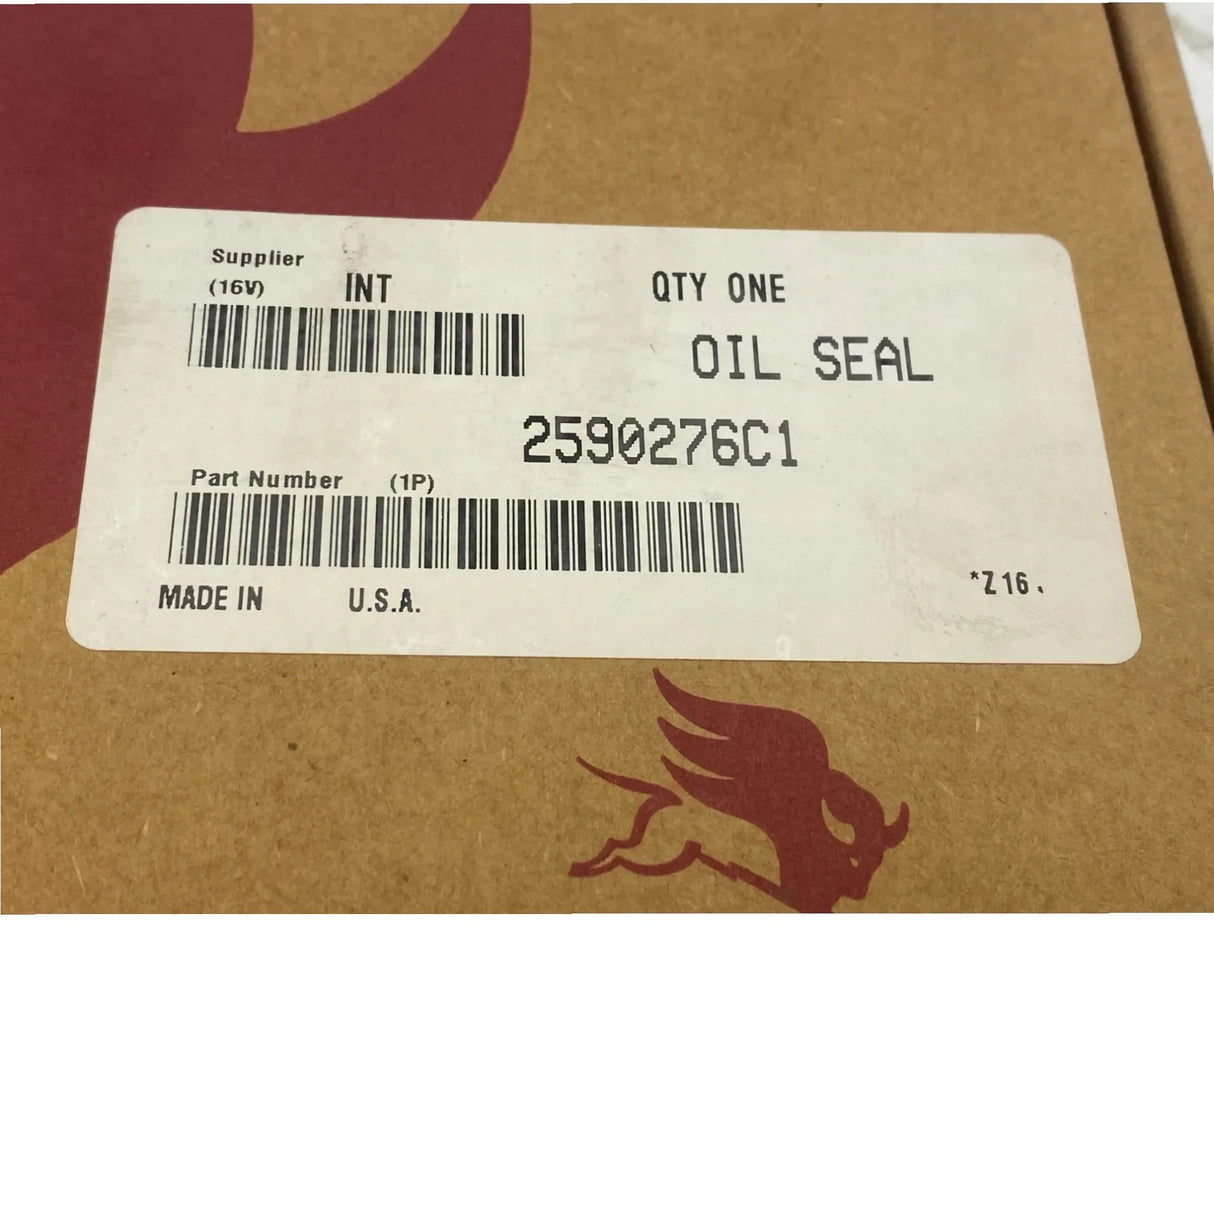 Supplier
(16V) INT
QTY ONE
OIL SEAL
2590276C1
Part Number (1P)
MADE IN U.S.A.
*Z16.